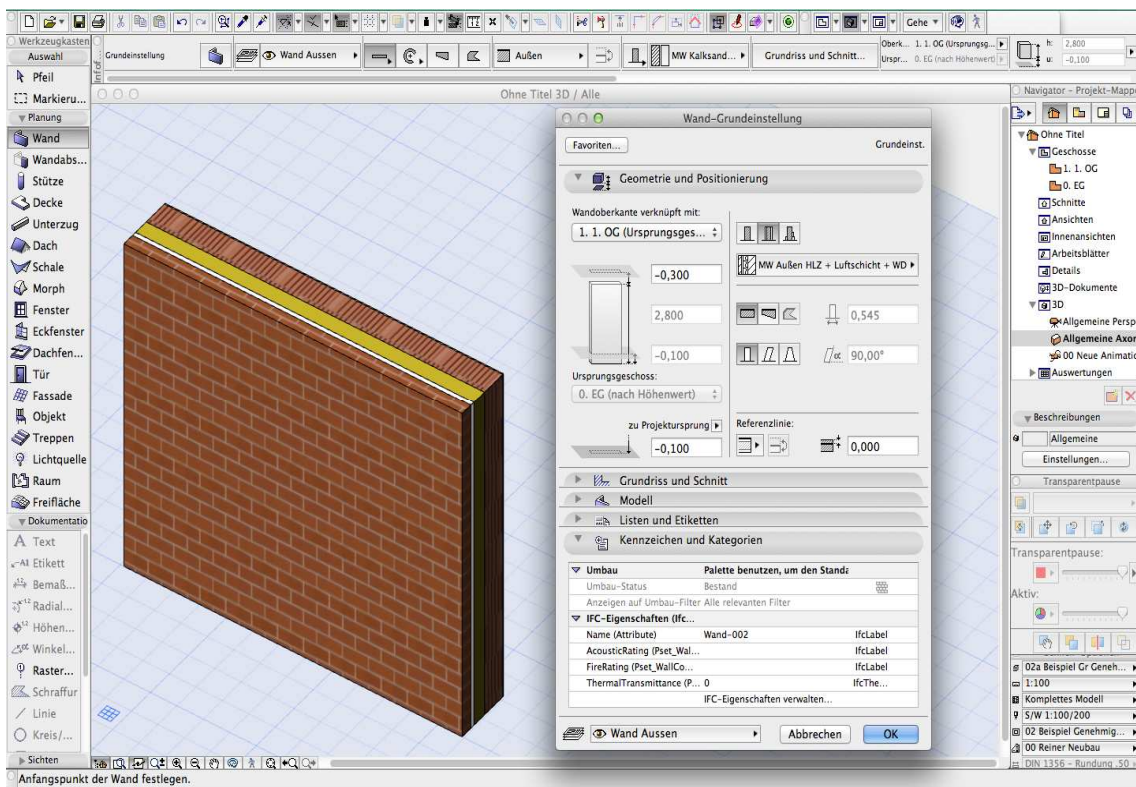 Gehe
Werkzeugkasten
Auswahl
Grundeinstellung
Wand Aussen
Außen
MW Kalksand...
Grundriss und Schnitt...
Oberk... 1. 1. OG (Ursprungsg...
Urspr... 0. EG (nach Höhenwert)
h: 2,800
u: -0,100
Pfeil
Markieru...
Planung
Wand
Wandabs...
Stütze
Decke
Unterzug
Dach
Schale
Morph
Fenster
Eckfenster
Dachfen...
Tür
Fassade
Objekt
Treppen
Lichtquelle
Raum
Freifläche
Dokumentatio
A Text
A1 Etikett
Bemaß...
Radial...
Höhen...
Winkel...
Raster...
Schraffur
Linie
Kreis/...
Sichten
Anfangspunkt der Wand festlegen.
Ohne Titel 3D / Alle
Wand-Grundeinstellung
Favoriten...
Grundeinst.
Geometrie und Positionierung
Wandoberkante verknüpft mit:
1. 1. OG (Ursprungsges...
-0,300
2,800
-0,100
MW Außen HLZ + Luftschicht + WD
0,545
α 90,00°
Ursprungsgeschoss:
0. EG (nach Höhenwert)
zu Projektursprung
-0,100
Referenzlinie:
0,000
Grundriss und Schnitt
Modell
Listen und Etiketten
Kennzeichen und Kategorien
Umbau Palette benutzen, um den Standa
Umbau-Status Bestand
Anzeigen auf Umbau-Filter Alle relevanten Filter
IFC-Eigenschaften (Ifc...
Name (Attribute) Wand-002 IfcLabel
AcousticRating (Pset_Wal... IfcLabel
FireRating (Pset_WallCo... IfcLabel
ThermalTransmittance (P... 0 IfcThe...
IFC-Eigenschaften verwalten...
Wand Aussen
Abbrechen
OK
Navigator - Projekt-Mappe
Ohne Titel
Geschosse
1. 1. OG
0. EG
Schnitte
Ansichten
Innenansichten
Arbeitsblätter
Details
3D-Dokumente
3D
Allgemeine Persp
Allgemeine Axor
00 Neue Animatio
Auswertungen
Beschreibungen
Allgemeine
Einstellungen...
Transparentpause
Transparentpause:
Aktiv:
02a Beispiel Gr Geneh...
1:100
Komplettes Modell
S/W 1:100/200
02 Beispiel Genehmig...
00 Reiner Neubau
DIN 1356 - Rundung .50